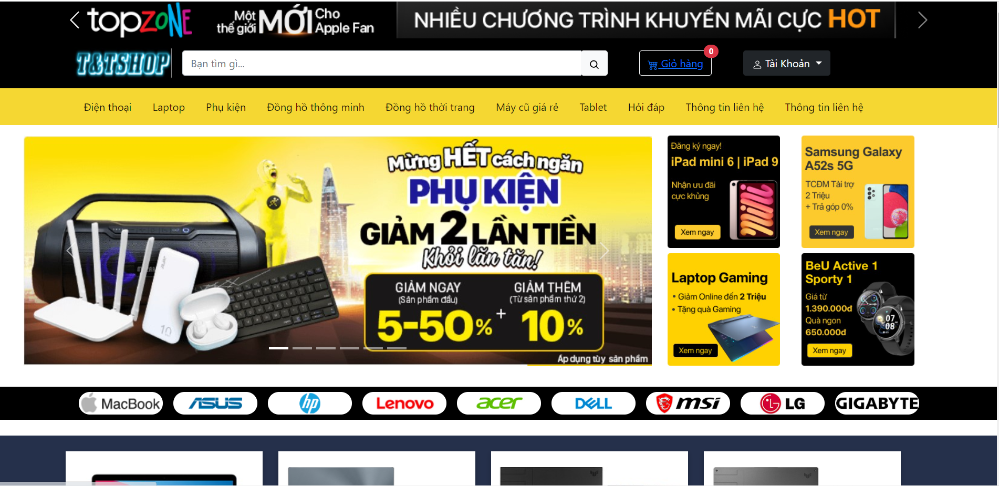 topzone
Một thế giới MỚI Cho Apple Fan
NHIỀU CHƯƠNG TRÌNH KHUYẾN MÃI CỰC HOT
T&TSHOP
Bạn tìm gì...
Giỏ hàng
0
Tài Khoản
Điện thoại
Laptop
Phụ kiện
Đồng hồ thông minh
Đồng hồ thời trang
Máy cũ giá rẻ
Tablet
Hỏi đáp
Thông tin liên hệ
Thông tin liên hệ
Mừng HẾT cách ngăn
PHỤ KIỆN
GIẢM 2 LẦN TIỀN
Khỏi lăn tăn!
GIẢM NGAY
(Sản phẩm đầu)
5-50%
+
GIẢM THÊM
(Từ sản phẩm thứ 2)
10%
Áp dụng tùy sản phẩm
10
Đăng ký ngay!
iPad mini 6 | iPad 9
Nhận ưu đãi
cực khủng
Xem ngay
Samsung Galaxy
A52s 5G
TCĐM Tài trợ
2 Triệu
+ Trả góp 0%
Xem ngay
Laptop Gaming
• Giảm Online đến 2 Triệu
• Tặng quà Gaming
Xem ngay
BeU Active 1
Sporty 1
Giá từ
1.390.000đ
Quà ngon
650.000đ
Xem ngay
07
08
MacBook
ASUS
hp
Lenovo
acer
DELL
msi
LG
GIGABYTE